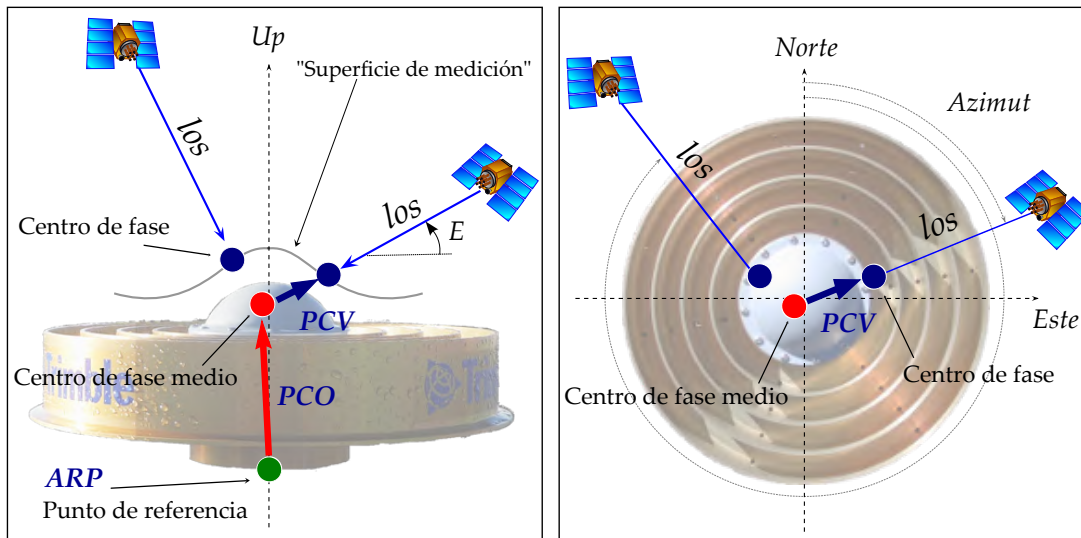 Up
"Superficie de medición"
los
Centro de fase
los
E
PCV
Trimble
Centro de fase medio
PCO
ARP
Punto de referencia
Norte
Azimut
los
los
Este
PCV
Centro de fase
Centro de fase medio